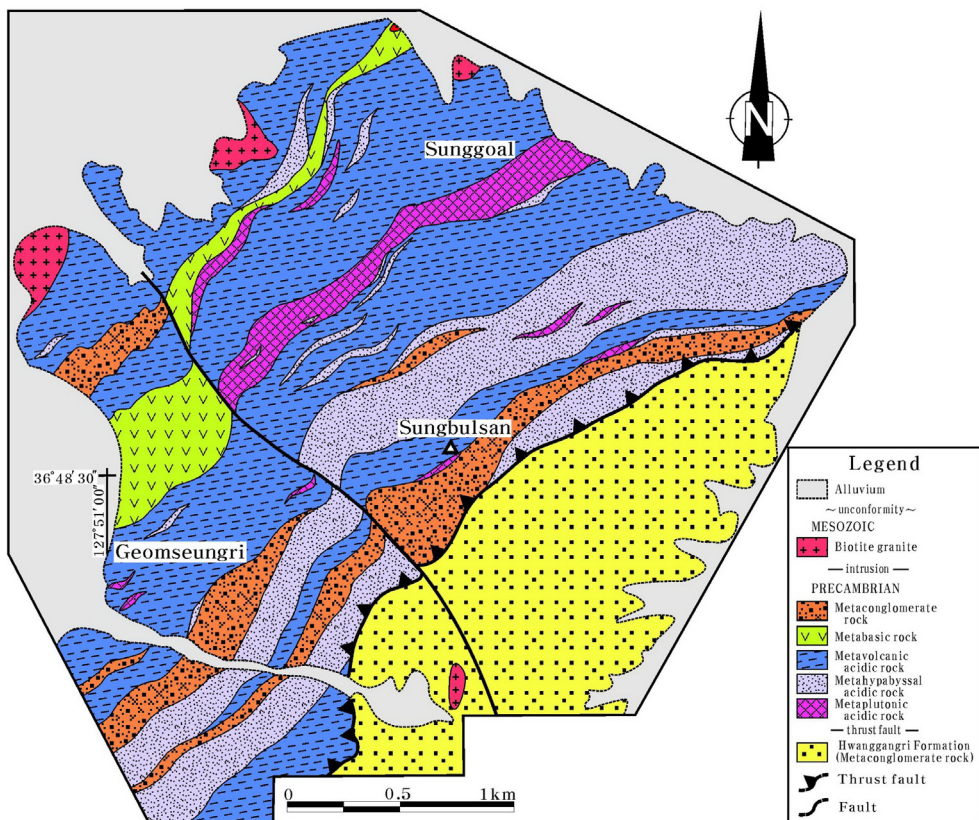 N
Sunggoal
Sungbulsan
36° 48′ 30″
127° 51′ 00″
Geomseungri
0 0.5 1km
Legend
Alluvium
~ unconformity ~
MESOZOIC
Biotite granite
— intrusion —
PRECAMBRIAN
Metaconglomerate
rock
Metabasic rock
Metavolcanic
acidic rock
Metahypabyssal
acidic rock
Metaplutonic
acidic rock
— thrust fault —
Hwanggangri Formation
(Metaconglomerate rock)
Thrust fault
Fault